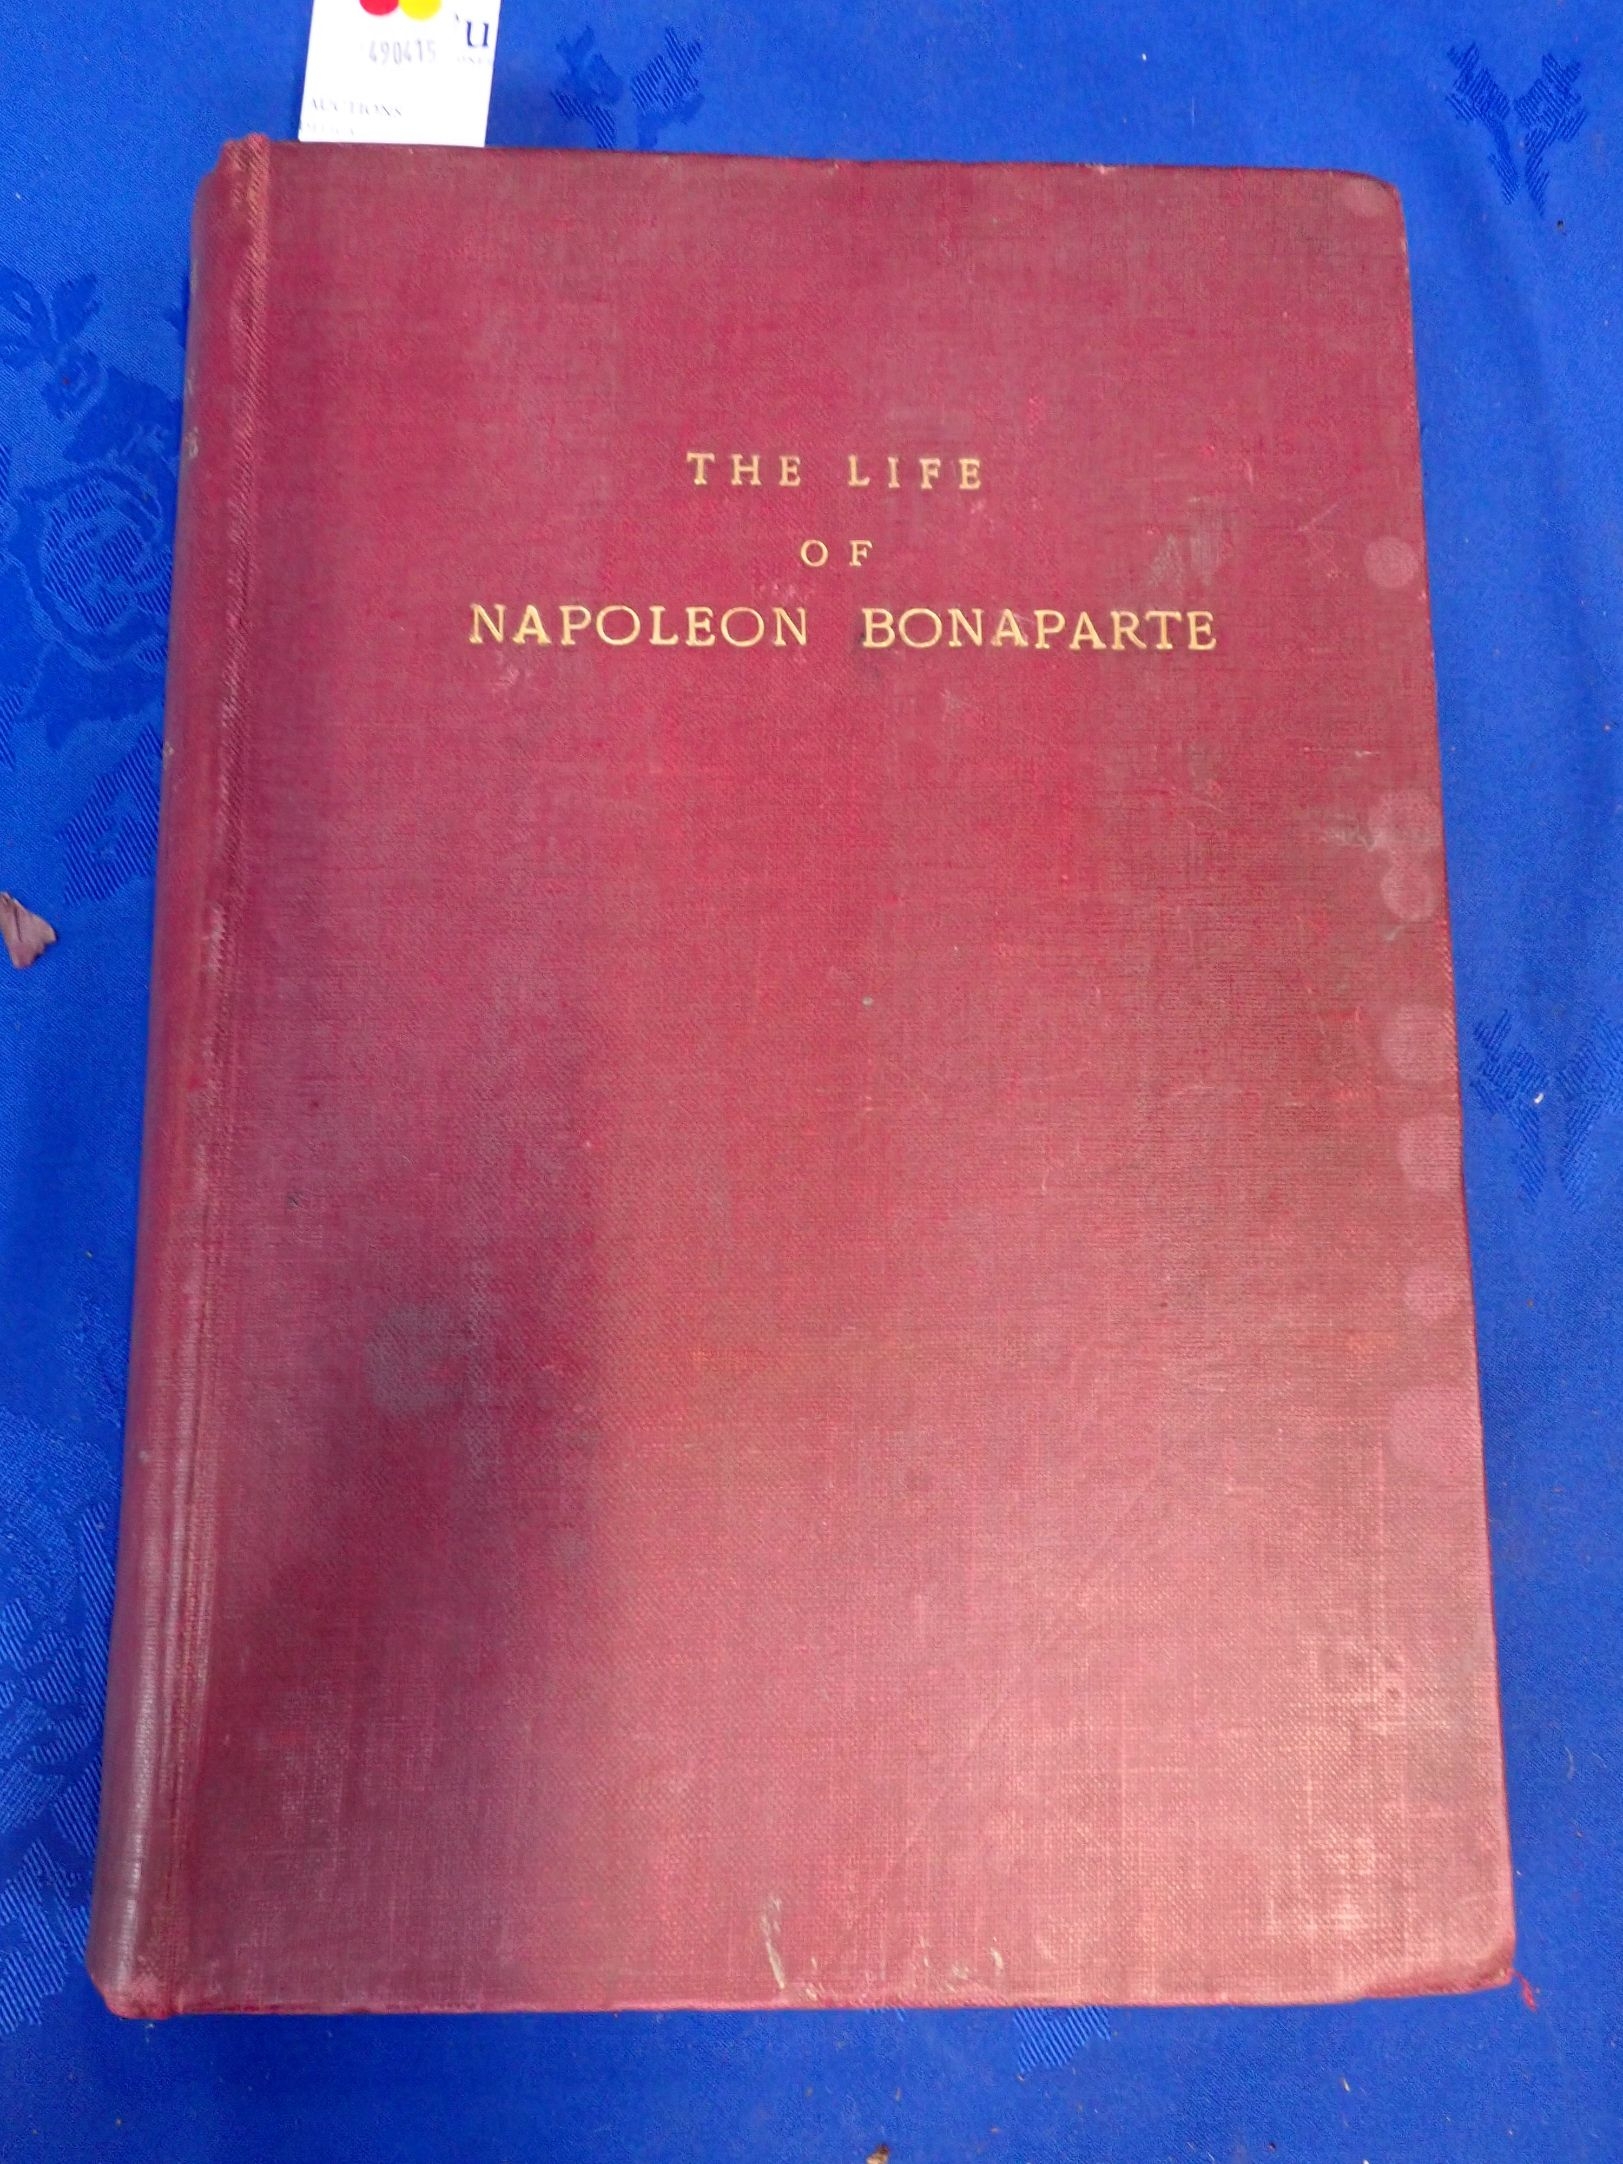 'u
490415
AUCTIONS
THE LIFE
OF
NAPOLEON BONAPARTE